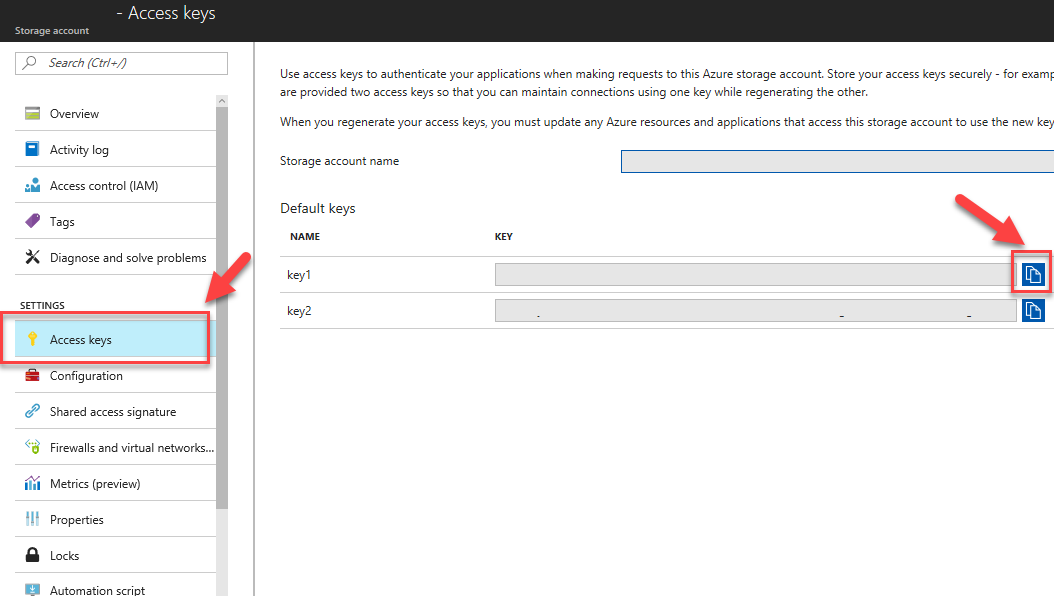 - Access keys
Storage account
Search (Ctrl+/)
Overview
Activity log
Access control (IAM)
Tags
Diagnose and solve problems
SETTINGS
Access keys
Configuration
Shared access signature
Firewalls and virtual networks...
Metrics (preview)
Properties
Locks
Automation script
Use access keys to authenticate your applications when making requests to this Azure storage account. Store your access keys securely - for
are provided two access keys so that you can maintain connections using one key while regenerating the other.
When you regenerate your access keys, you must update any Azure resources and applications that access this storage account to use the new
Storage account name
Default keys
NAME KEY
key1
key2